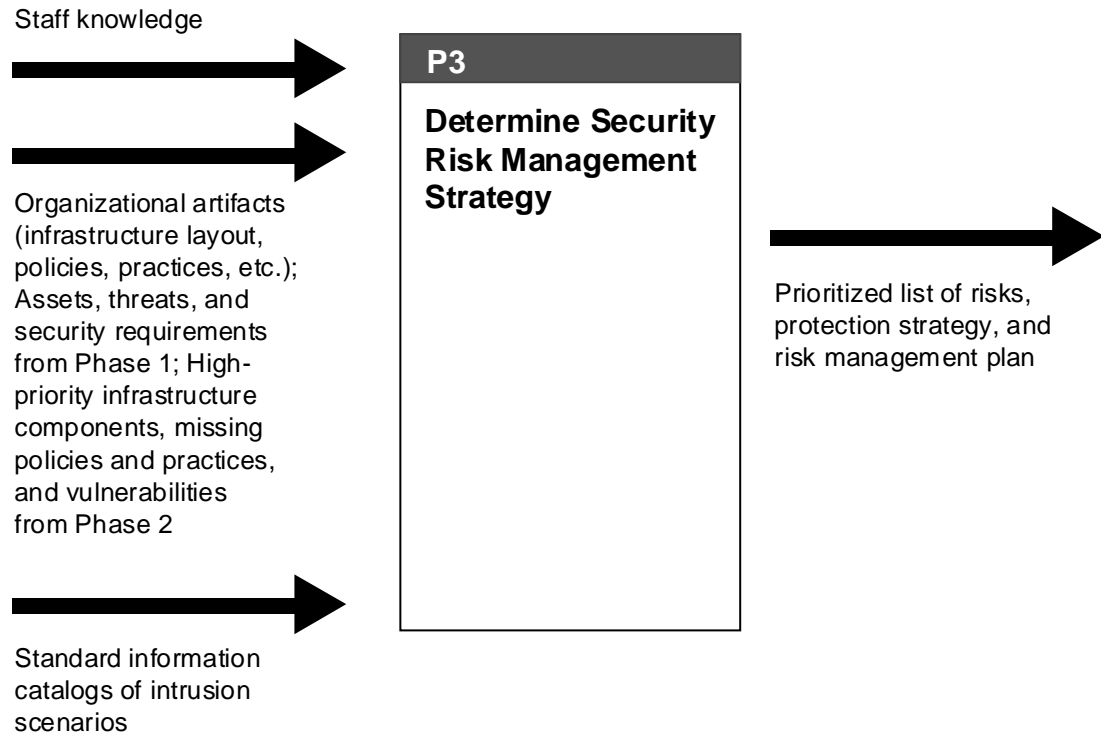 Staff knowledge
P3
Determine Security
Risk Management
Strategy
Organizational artifacts
(infrastructure layout,
policies, practices, etc.);
Assets, threats, and
security requirements
from Phase 1; High-
priority infrastructure
components, missing
policies and practices,
and vulnerabilities
from Phase 2
Prioritized list of risks,
protection strategy, and
risk management plan
Standard information
catalogs of intrusion
scenarios